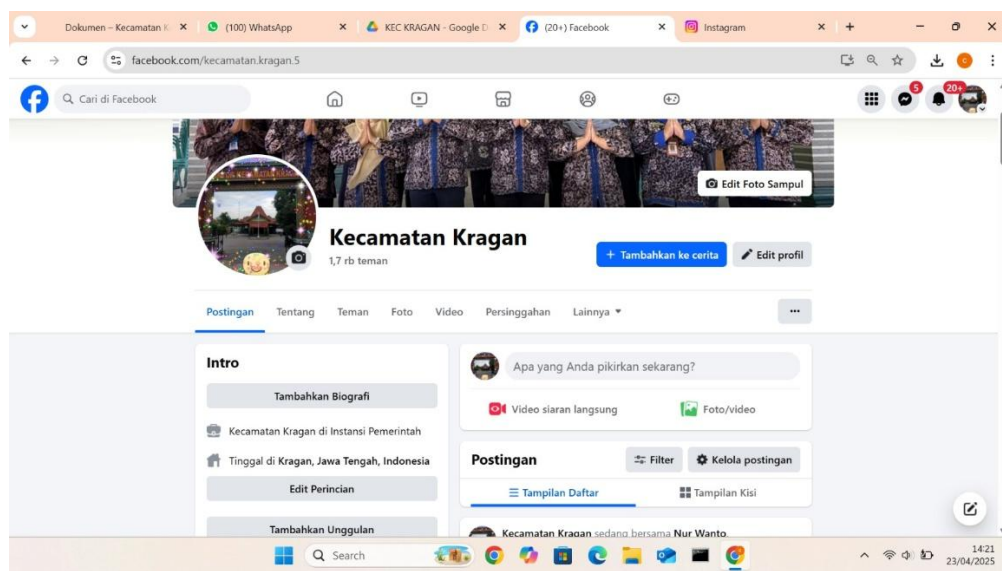 Dokumen – Kecamatan K
(100) WhatsApp
KEC KRAGAN - Google D
(20+) Facebook
Instagram
facebook.com/kecamatan.kragan.5
Cari di Facebook
5
20+
Edit Foto Sampul
Kecamatan Kragan
1,7 rb teman
+ Tambahkan ke cerita
Edit profil
Postingan Tentang Teman Foto Video Persinggahan Lainnya
Intro
Tambahkan Biografi
Kecamatan Kragan di Instansi Pemerintah
Tinggal di Kragan, Jawa Tengah, Indonesia
Edit Perincian
Tambahkan Unggulan
Apa yang Anda pikirkan sekarang?
Video siaran langsung
Foto/video
Postingan
Filter
Kelola postingan
Tampilan Daftar
Tampilan Kisi
Kecamatan Kragan sedang bersama Nur Wanto.
Search
14:21
23/04/2025